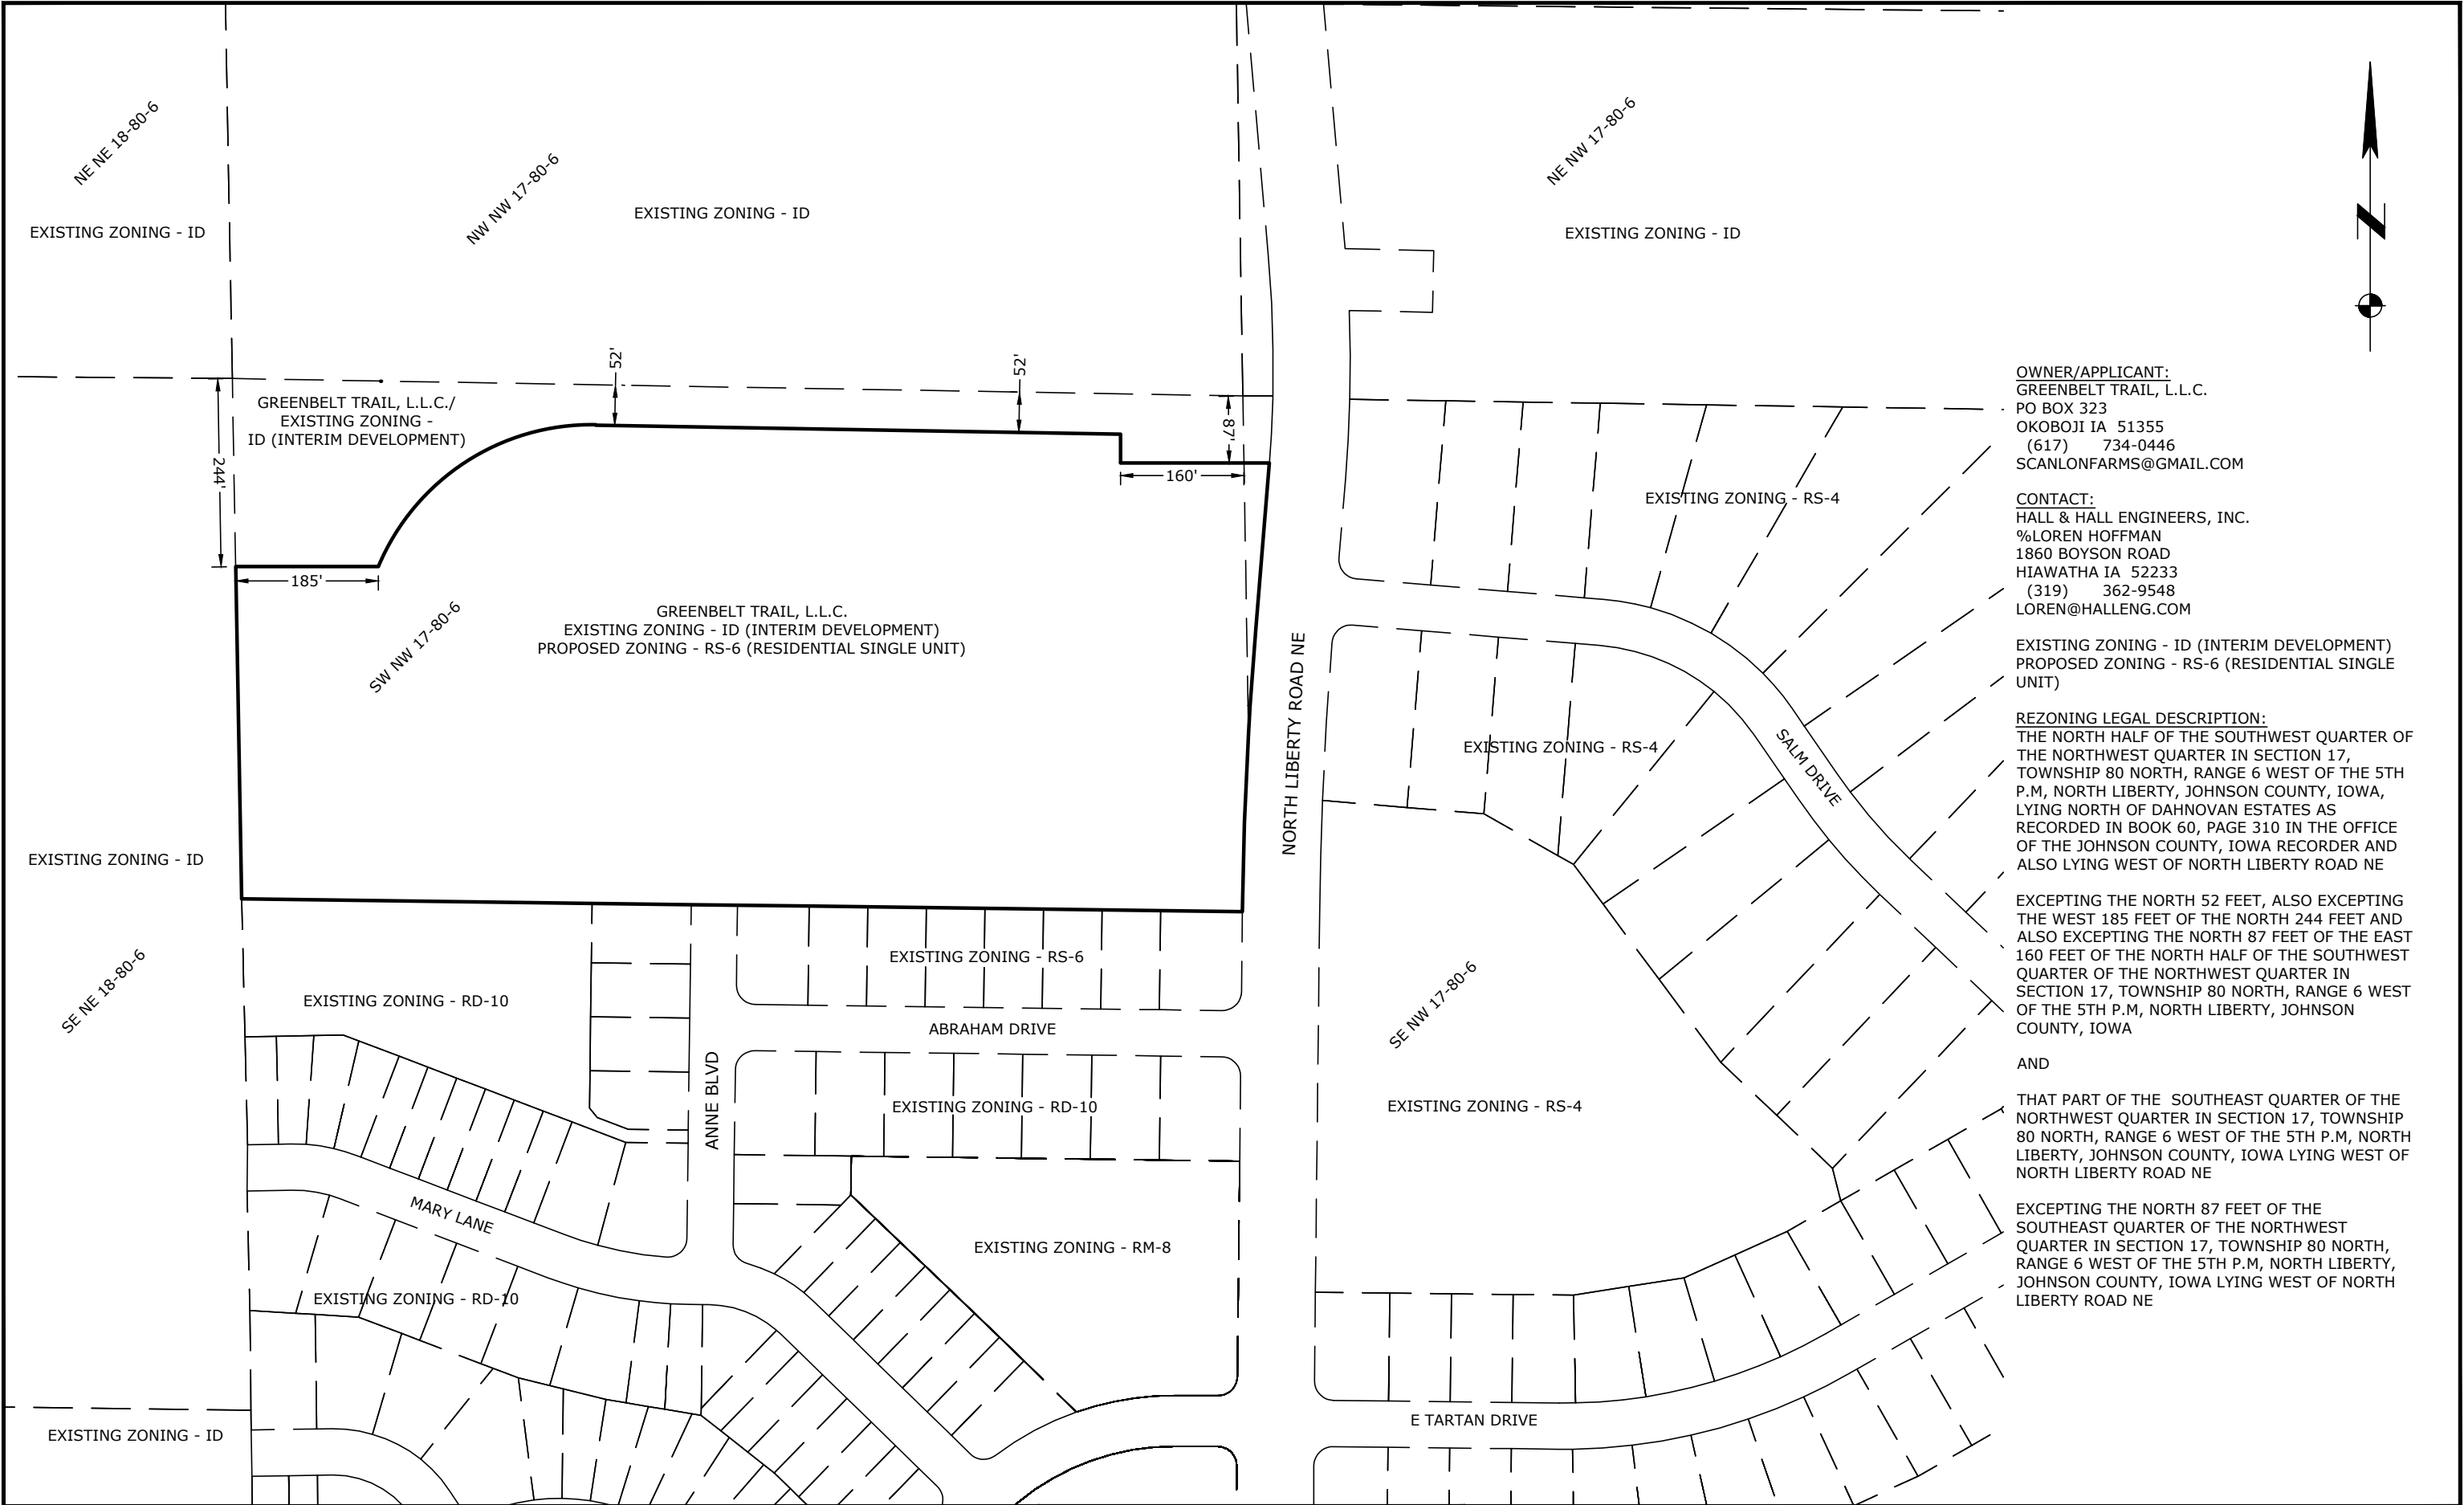 NE NE 18-80-6
EXISTING ZONING - ID
NW NW 17-80-6
EXISTING ZONING - ID
NE NW 17-80-6
EXISTING ZONING - ID
N
52'
52'
87'
160'
244'
185'
GREENBELT TRAIL, L.L.C./
EXISTING ZONING -
ID (INTERIM DEVELOPMENT)
SW NW 17-80-6
GREENBELT TRAIL, L.L.C.
EXISTING ZONING - ID (INTERIM DEVELOPMENT)
PROPOSED ZONING - RS-6 (RESIDENTIAL SINGLE UNIT)
NORTH LIBERTY ROAD NE
EXISTING ZONING - RS-4
EXISTING ZONING - RS-4
SALM DRIVE
EXISTING ZONING - ID
SE NE 18-80-6
EXISTING ZONING - RD-10
EXISTING ZONING - RS-6
ABRAHAM DRIVE
ANNE BLVD
EXISTING ZONING - RD-10
SE NW 17-80-6
EXISTING ZONING - RS-4
MARY LANE
EXISTING ZONING - RM-8
EXISTING ZONING - RD-10
EXISTING ZONING - ID
E TARTAN DRIVE
OWNER/APPLICANT:
GREENBELT TRAIL, L.L.C.
PO BOX 323
OKOBOJI IA 51355
(617) 734-0446
SCANLONFARMS@GMAIL.COM
CONTACT:
HALL & HALL ENGINEERS, INC.
%LOREN HOFFMAN
1860 BOYSON ROAD
HIAWATHA IA 52233
(319) 362-9548
LOREN@HALLENG.COM
EXISTING ZONING - ID (INTERIM DEVELOPMENT)
PROPOSED ZONING - RS-6 (RESIDENTIAL SINGLE
UNIT)
REZONING LEGAL DESCRIPTION:
THE NORTH HALF OF THE SOUTHWEST QUARTER OF
THE NORTHWEST QUARTER IN SECTION 17,
TOWNSHIP 80 NORTH, RANGE 6 WEST OF THE 5TH
P.M, NORTH LIBERTY, JOHNSON COUNTY, IOWA,
LYING NORTH OF DAHNOVAN ESTATES AS
RECORDED IN BOOK 60, PAGE 310 IN THE OFFICE
OF THE JOHNSON COUNTY, IOWA RECORDER AND
ALSO LYING WEST OF NORTH LIBERTY ROAD NE
EXCEPTING THE NORTH 52 FEET, ALSO EXCEPTING
THE WEST 185 FEET OF THE NORTH 244 FEET AND
ALSO EXCEPTING THE NORTH 87 FEET OF THE EAST
160 FEET OF THE NORTH HALF OF THE SOUTHWEST
QUARTER OF THE NORTHWEST QUARTER IN
SECTION 17, TOWNSHIP 80 NORTH, RANGE 6 WEST
OF THE 5TH P.M, NORTH LIBERTY, JOHNSON
COUNTY, IOWA
AND
THAT PART OF THE SOUTHEAST QUARTER OF THE
NORTHWEST QUARTER IN SECTION 17, TOWNSHIP
80 NORTH, RANGE 6 WEST OF THE 5TH P.M, NORTH
LIBERTY, JOHNSON COUNTY, IOWA LYING WEST OF
NORTH LIBERTY ROAD NE
EXCEPTING THE NORTH 87 FEET OF THE
SOUTHEAST QUARTER OF THE NORTHWEST
QUARTER IN SECTION 17, TOWNSHIP 80 NORTH,
RANGE 6 WEST OF THE 5TH P.M, NORTH LIBERTY,
JOHNSON COUNTY, IOWA LYING WEST OF NORTH
LIBERTY ROAD NE